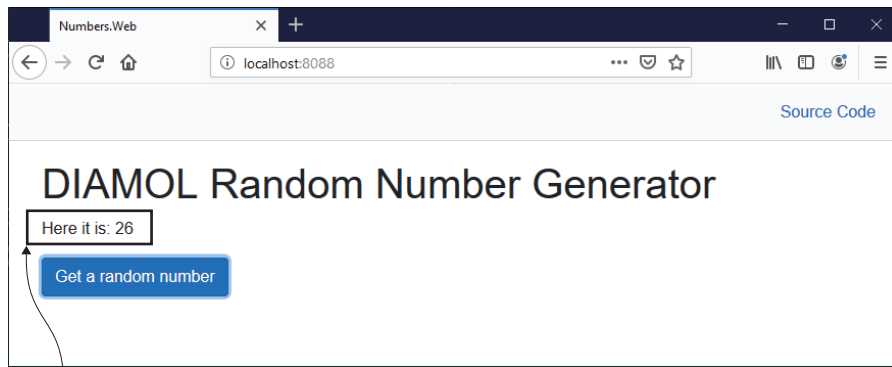 Numbers.Web
localhost:8088
Source Code
DIAMOL Random Number Generator
Here it is: 26
Get a random number